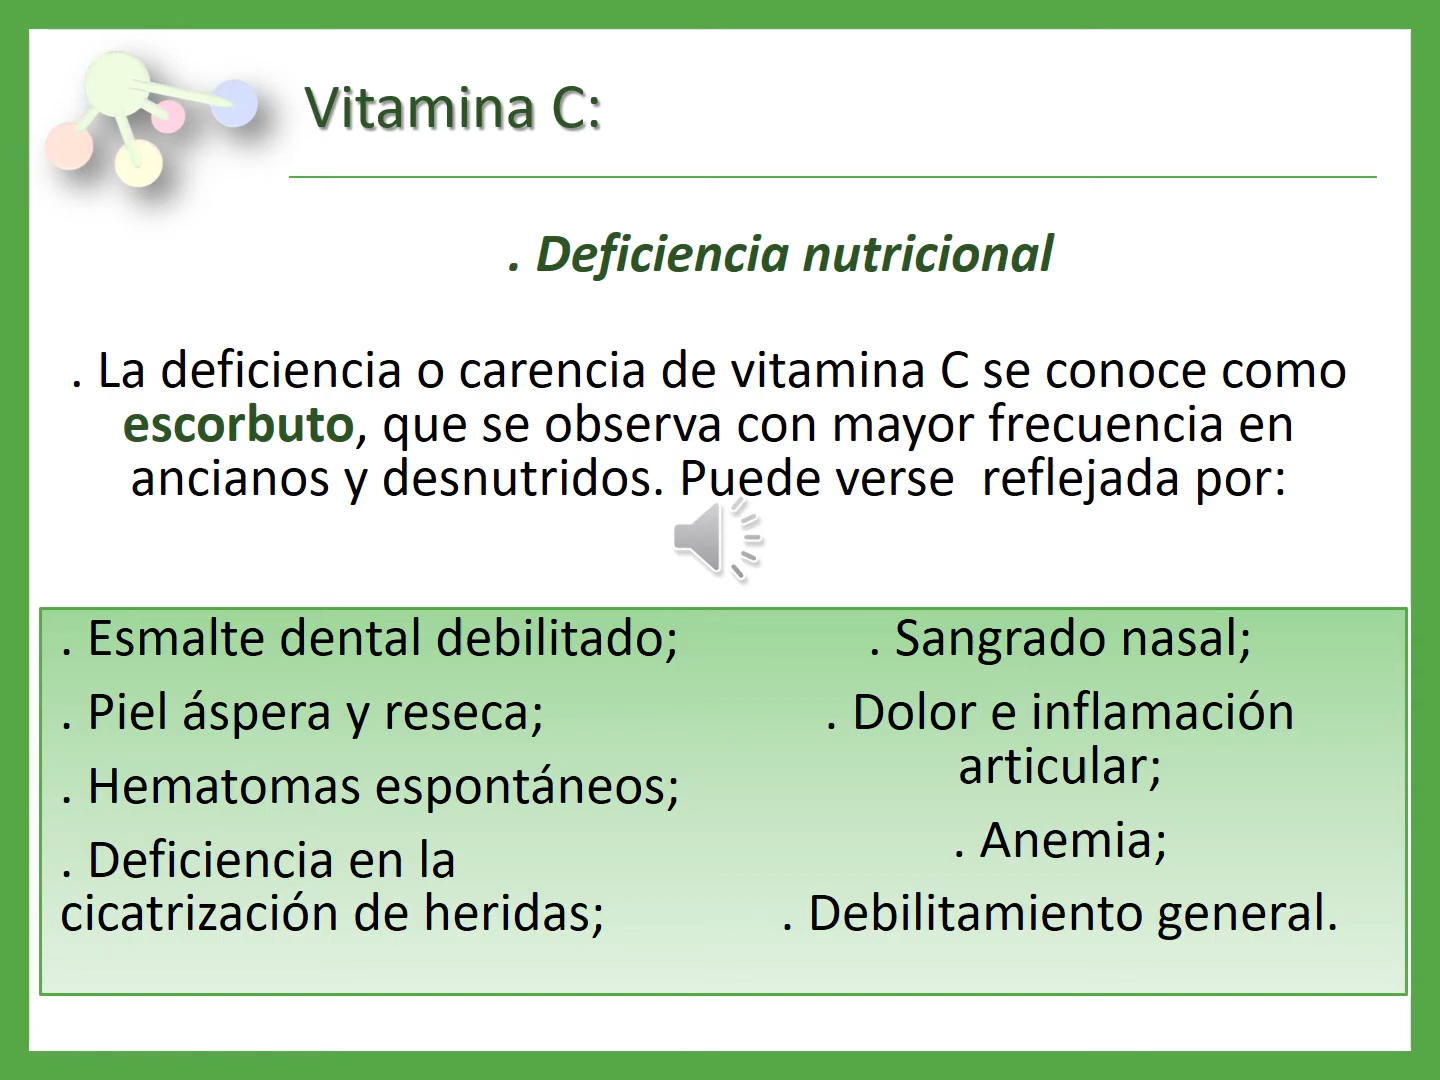 Vitamina C:
. Deficiencia nutricional
. La deficiencia o carencia de vitamina C se conoce como
escorbuto, que se observa con mayor frecuencia en
ancianos y desnutridos. Puede verse  reflejada por:
. Esmalte dental debilitado;
. Piel áspera y reseca;
. Hematomas espontáneos;
. Deficiencia en la
cicatrización de heridas;
. Sangrado nasal;
. Dolor e inflamación
articular;
. Anemia;
. Debilitamiento general.